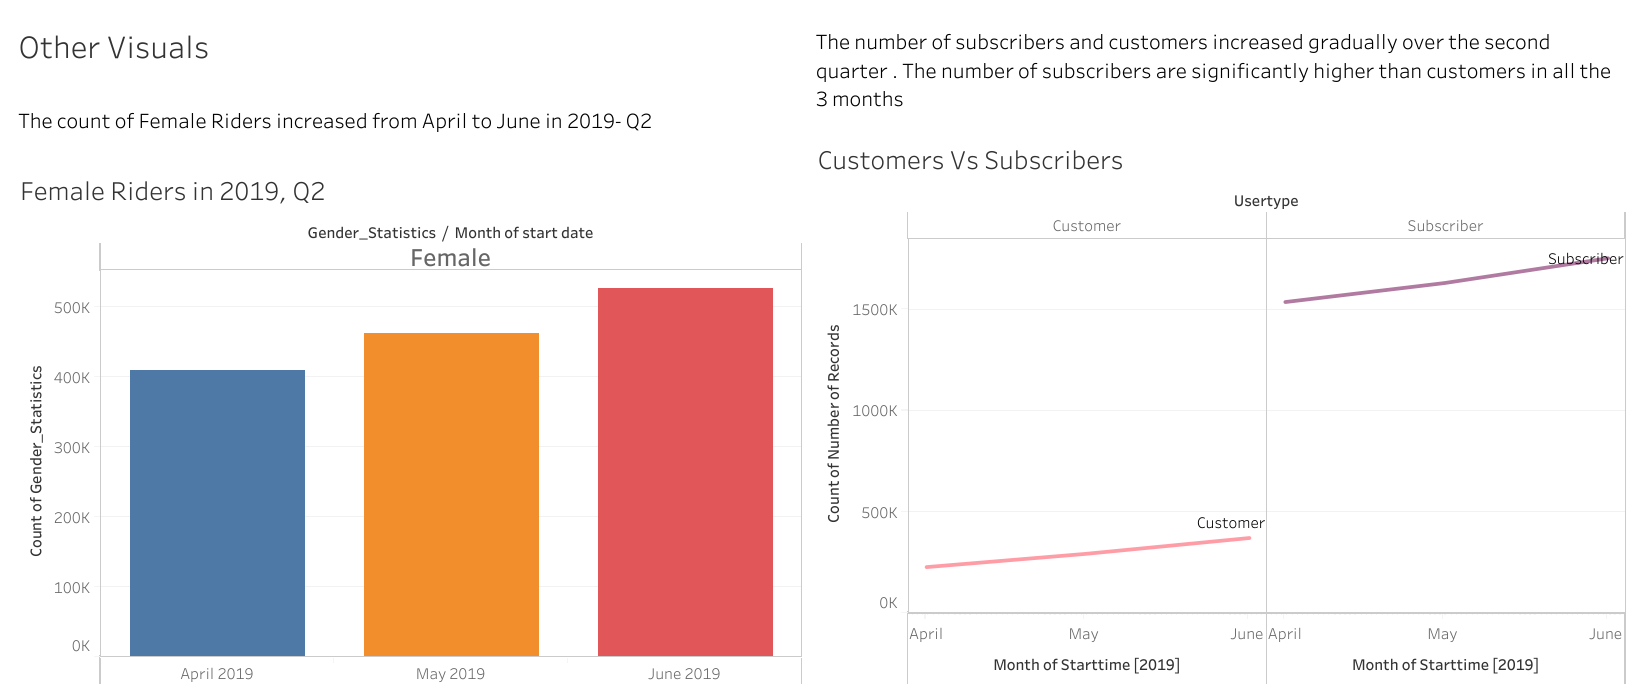 Other Visuals
The count of Female Riders increased from April to June in 2019- Q2
Female Riders in 2019, Q2
Gender_Statistics / Month of start date
Female
Count of Gender_Statistics
500K
400K
300K
200K
100K
0K
April 2019
May 2019
June 2019
The number of subscribers and customers increased gradually over the second
quarter . The number of subscribers are significantly higher than customers in all the
3 months
Customers Vs Subscribers
Usertype
Customer
Subscriber
Count of Number of Records
1500K
1000K
500K
0K
Subscriber
Customer
April
May
June
April
May
June
Month of Starttime [2019]
Month of Starttime [2019]